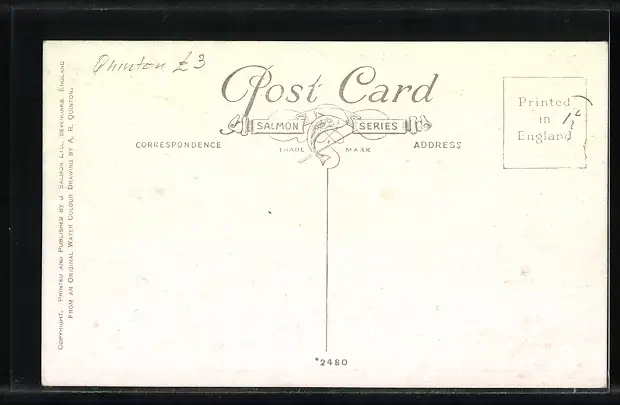 Quinton £3
Post Card
SALMON SERIES
TRADE MARK
CORRESPONDENCE
ADDRESS
Printed
in
England
COPYRIGHT. PRINTED AND PUBLISHED BY J. SALMON LTD., SEVENOAKS. ENGLAND
FROM AN ORIGINAL WATER COLOUR DRAWING BY A. R. QUINTON.
*2480